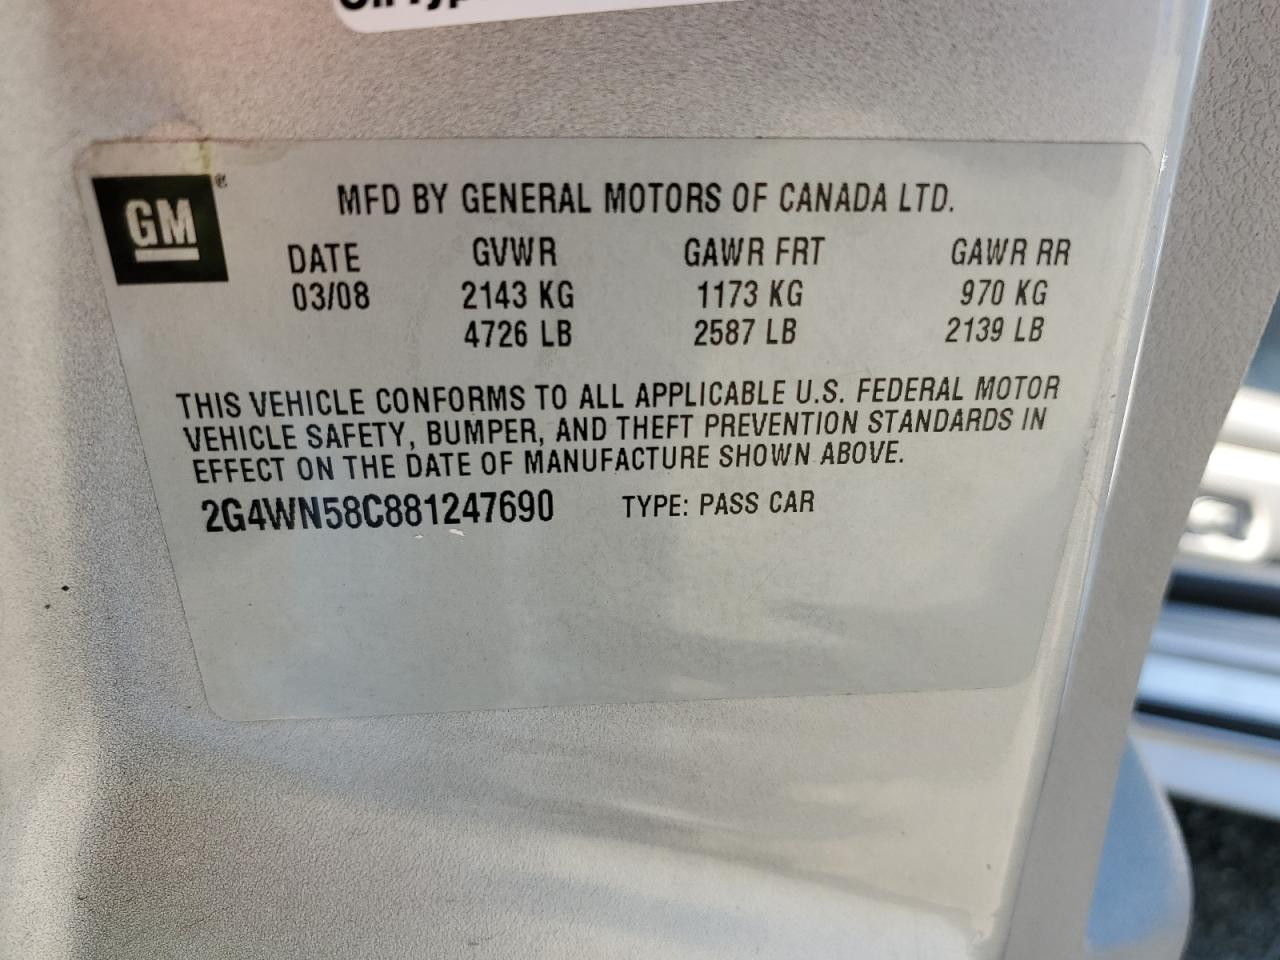 GM ®
MFD BY GENERAL MOTORS OF CANADA LTD.
DATE GVWR GAWR FRT GAWR RR
03/08 2143 KG 1173 KG 970 KG
4726 LB 2587 LB 2139 LB
THIS VEHICLE CONFORMS TO ALL APPLICABLE U.S. FEDERAL MOTOR
VEHICLE SAFETY, BUMPER, AND THEFT PREVENTION STANDARDS IN
EFFECT ON THE DATE OF MANUFACTURE SHOWN ABOVE.
2G4WN58C881247690 TYPE: PASS CAR